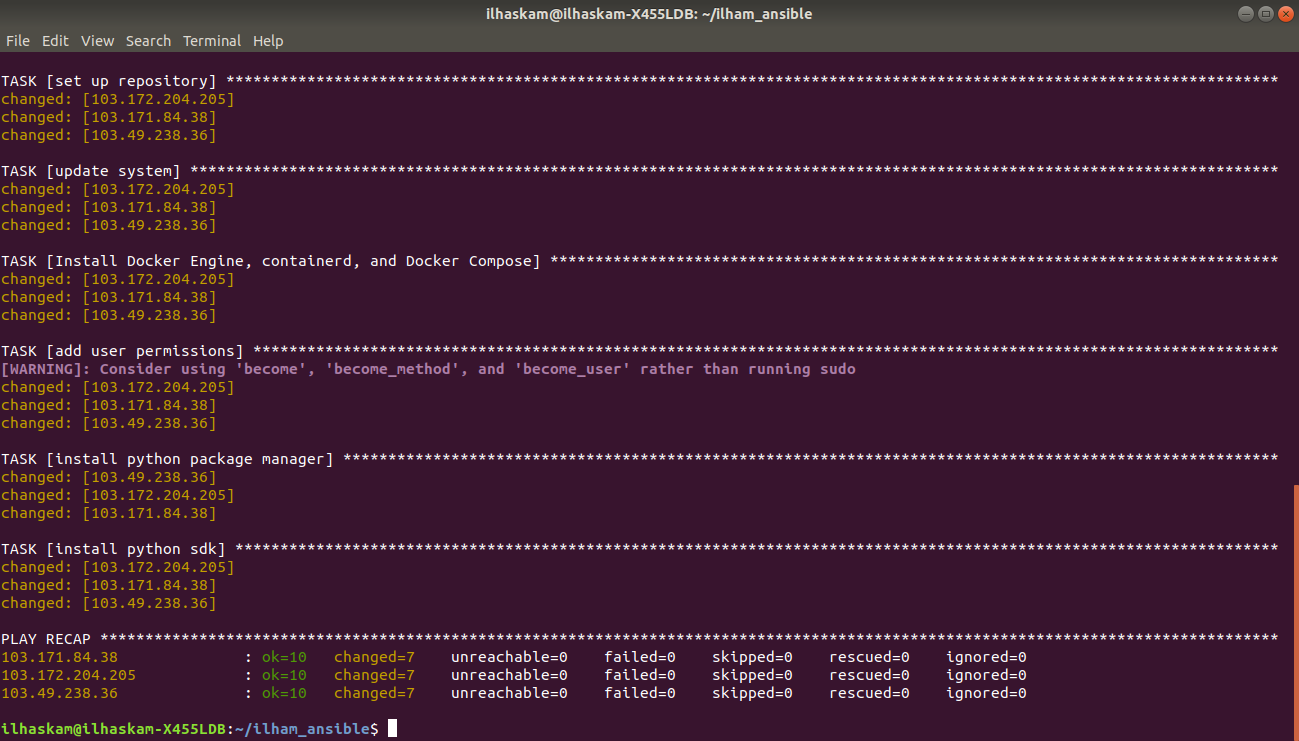 ilhaskam@ilhaskam-X455LDB: ~/ilham_ansible
File Edit View Search Terminal Help
TASK [set up repository] *********************************************************************************************************************
changed: [103.172.204.205]
changed: [103.171.84.38]
changed: [103.49.238.36]
TASK [update system] *************************************************************************************************************************
changed: [103.172.204.205]
changed: [103.171.84.38]
changed: [103.49.238.36]
TASK [Install Docker Engine, containerd, and Docker Compose] *********************************************************************************
changed: [103.172.204.205]
changed: [103.171.84.38]
changed: [103.49.238.36]
TASK [add user permissions] ******************************************************************************************************************
[WARNING]: Consider using 'become', 'become_method', and 'become_user' rather than running sudo
changed: [103.172.204.205]
changed: [103.171.84.38]
changed: [103.49.238.36]
TASK [install python package manager] ********************************************************************************************************
changed: [103.49.238.36]
changed: [103.172.204.205]
changed: [103.171.84.38]
TASK [install python sdk] ********************************************************************************************************************
changed: [103.172.204.205]
changed: [103.171.84.38]
changed: [103.49.238.36]
PLAY RECAP ***********************************************************************************************************************************
103.171.84.38 : ok=10 changed=7 unreachable=0 failed=0 skipped=0 rescued=0 ignored=0
103.172.204.205 : ok=10 changed=7 unreachable=0 failed=0 skipped=0 rescued=0 ignored=0
103.49.238.36 : ok=10 changed=7 unreachable=0 failed=0 skipped=0 rescued=0 ignored=0
ilhaskam@ilhaskam-X455LDB:~/ilham_ansible$